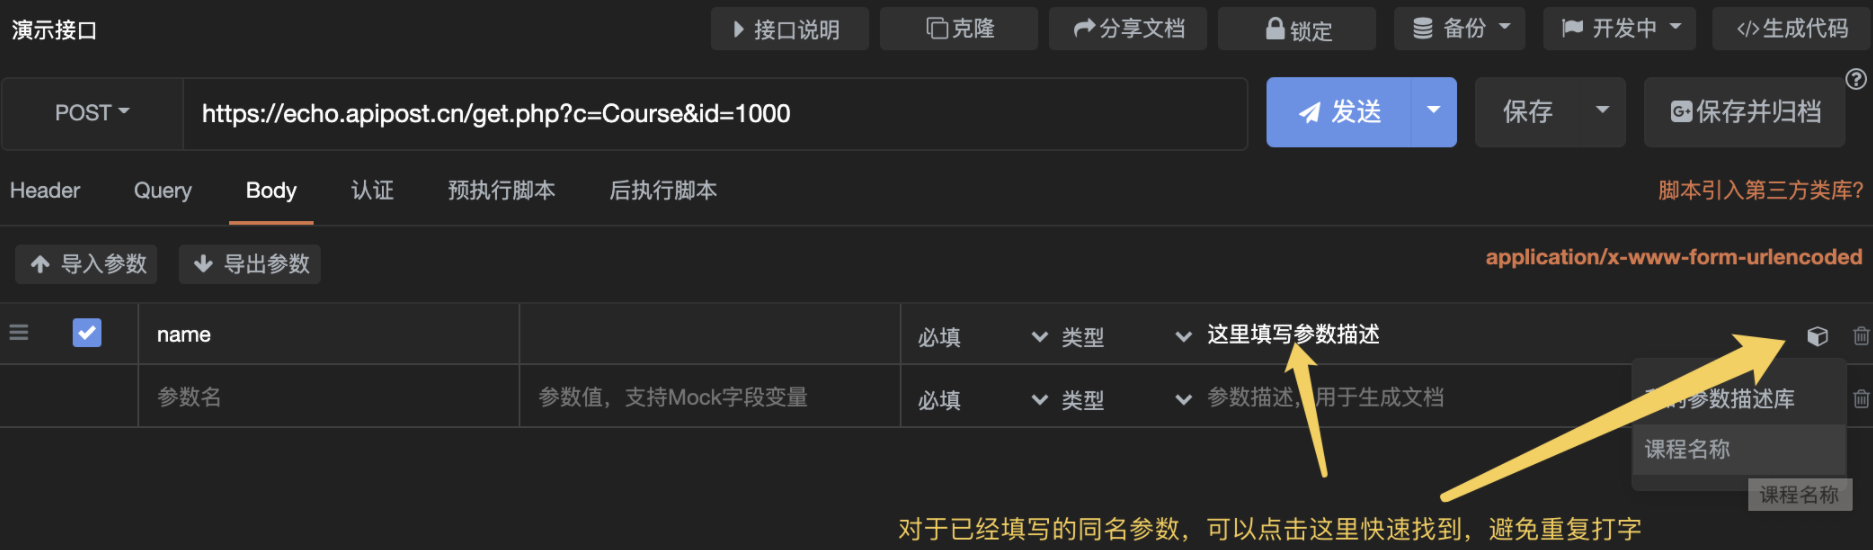 演示接口
接口说明
克隆
分享文档
锁定
备份
开发中
</>生成代码
POST
https://echo.apipost.cn/get.php?c=Course&id=1000
发送
保存
G+保存并归档
Header
Query
Body
认证
预执行脚本
后执行脚本
脚本引入第三方类库?
导入参数
导出参数
application/x-www-form-urlencoded
name
必填
类型
这里填写参数描述
参数名
参数值，支持Mock字段变量
必填
类型
参数描述，用于生成文档
参数描述库
课程名称
课程名称
对于已经填写的同名参数，可以点击这里快速找到，避免重复打字